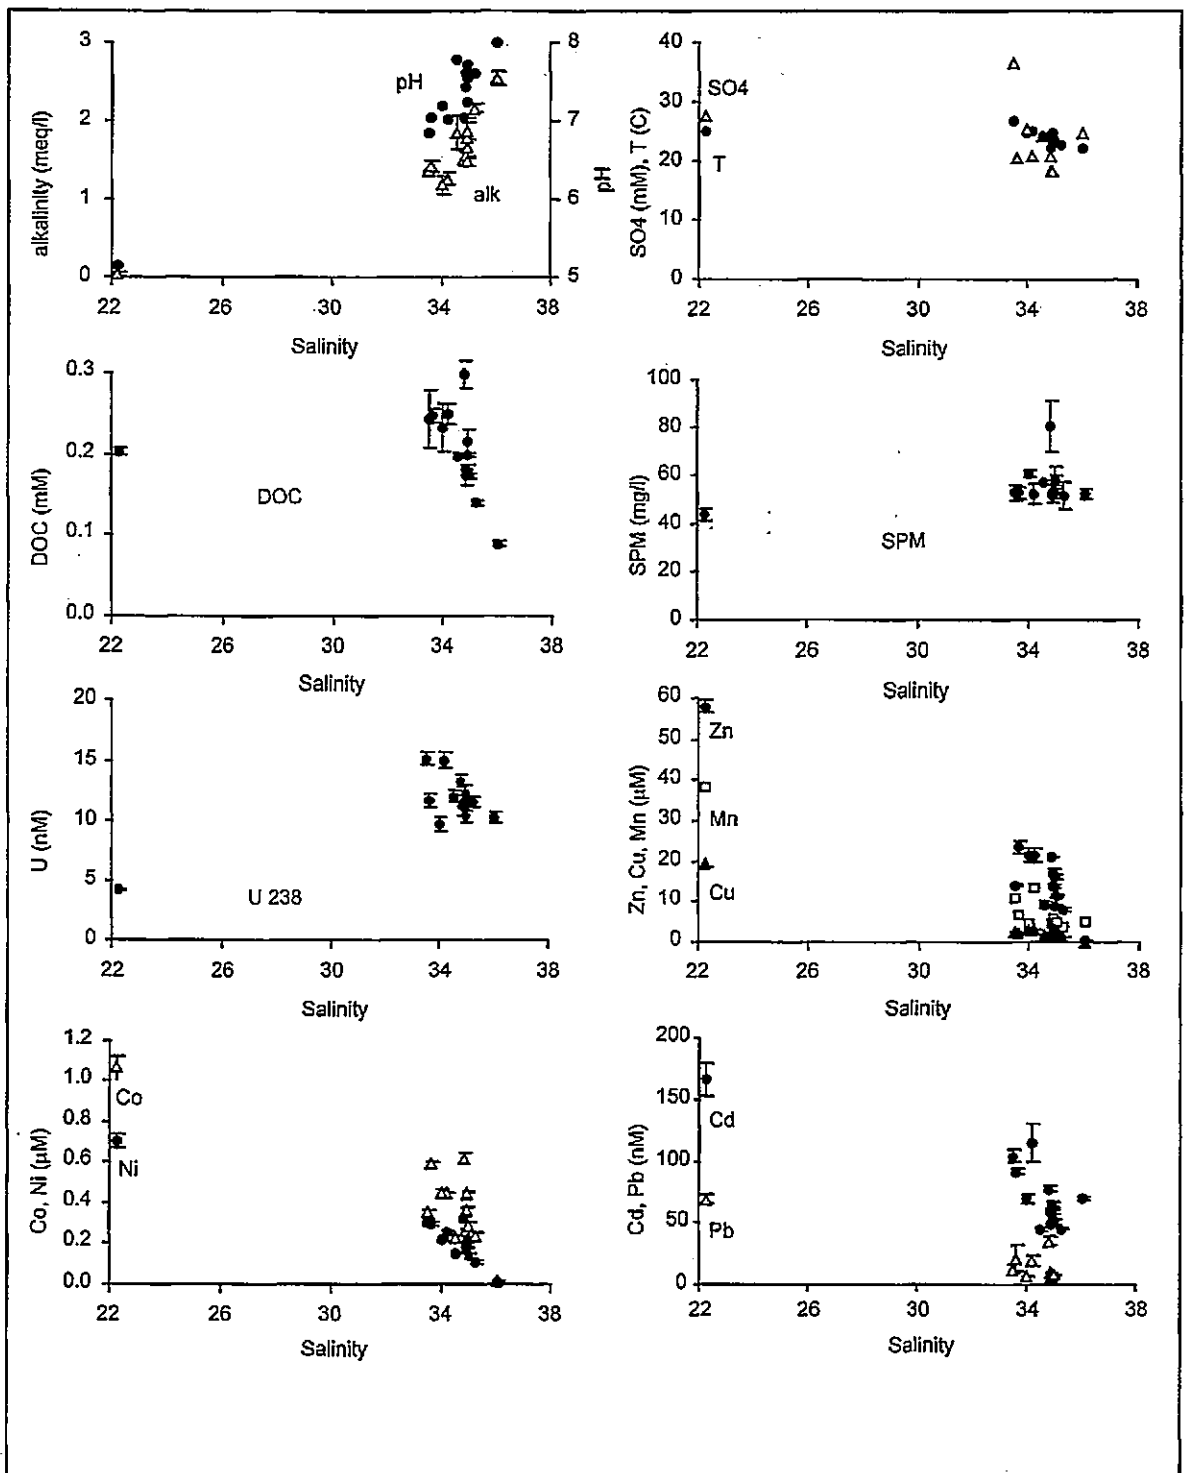 3
2
1
0
alkalinity (meq/l)
pH
alk
8
7
6
5
pH
22 26 30 34 38
Salinity
40
30
20
10
0
SO4 (mM), T (C)
SO4
T
22 26 30 34 38
Salinity
0.3
0.2
0.1
0.0
DOC (mM)
DOC
22 26 30 34 38
Salinity
100
80
60
40
20
0
SPM (mg/l)
SPM
22 26 30 34 38
Salinity
20
15
10
5
0
U (nM)
U 238
22 26 30 34 38
Salinity
60
50
40
30
20
10
0
Zn, Cu, Mn (µM)
Zn
Mn
Cu
22 26 30 34 38
Salinity
1.2
1.0
0.8
0.6
0.4
0.2
0.0
Co, Ni (µM)
Co
Ni
22 26 30 34 38
Salinity
200
150
100
50
0
Cd, Pb (nM)
Cd
Pb
22 26 30 34 38
Salinity